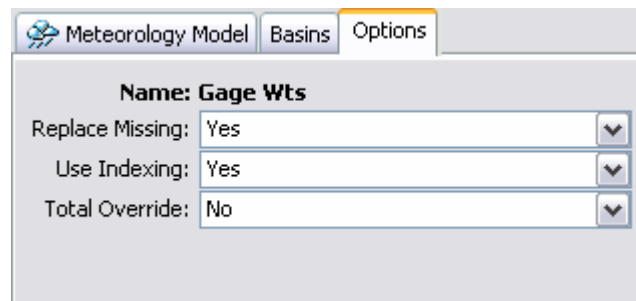 Meteorology Model Basins Options
Name: Gage Wts
Replace Missing: Yes
Use Indexing: Yes
Total Override: No